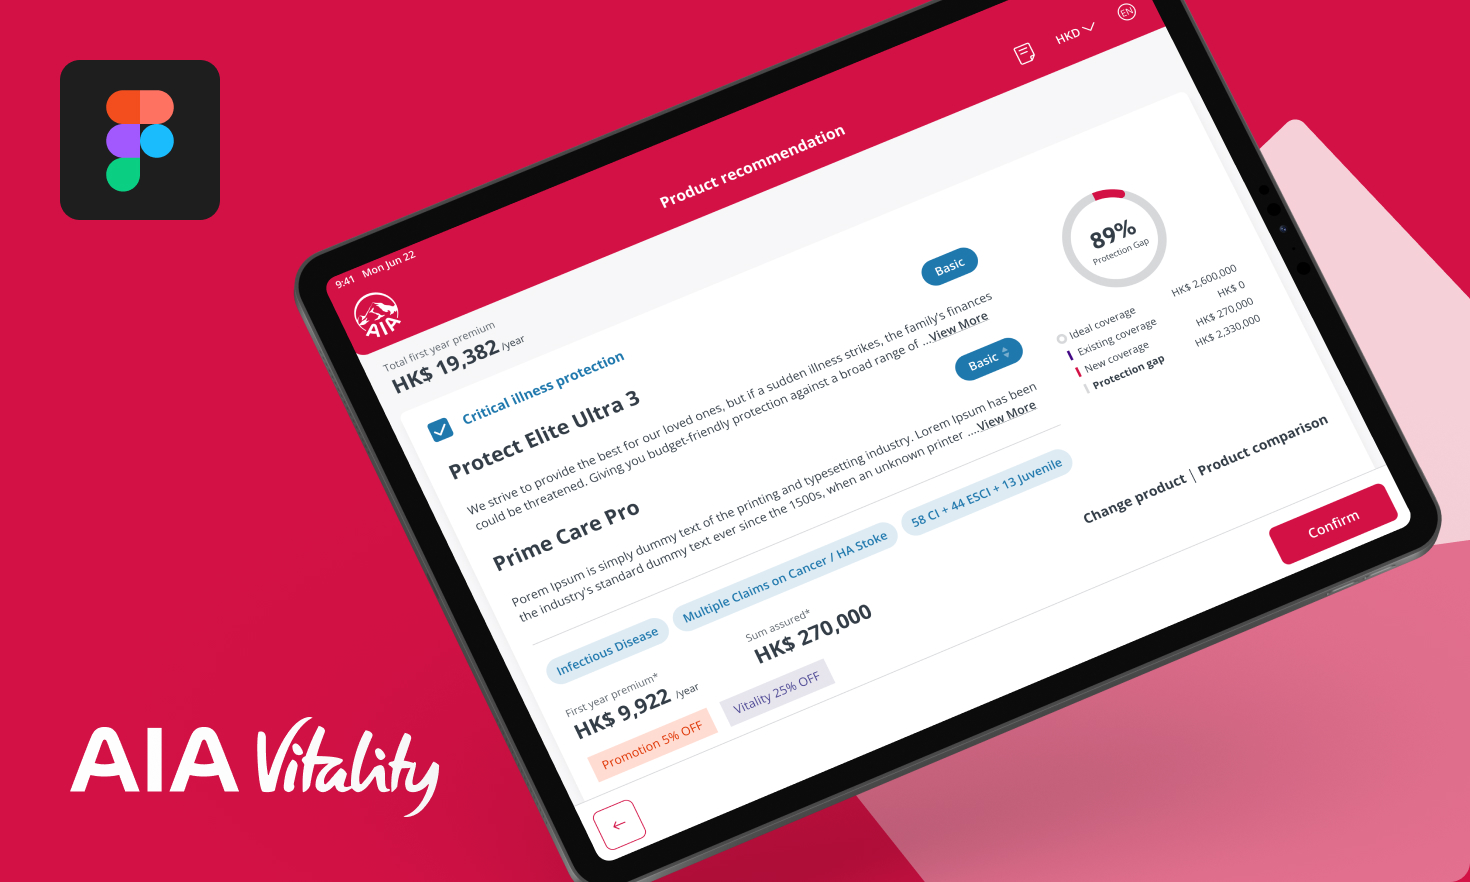 9:41 Mon Jun 22
HKD
EN
AIA
Product recommendation
Total first year premium
HK$ 19,382 /year
Critical illness protection
Protect Elite Ultra 3
Basic
We strive to provide the best for our loved ones, but if a sudden illness strikes, the family's finances
could be threatened. Giving you budget-friendly protection against a broad range of ...View More
Prime Care Pro
Basic
Porem Ipsum is simply dummy text of the printing and typesetting industry. Lorem Ipsum has been
the industry's standard dummy text ever since the 1500s, when an unknown printer ....View More
Infectious Disease
Multiple Claims on Cancer / HA Stoke
58 CI + 44 ESCI + 13 Juvenile
First year premium*
HK$ 9,922 /year
Sum assured*
HK$ 270,000
Promotion 5% OFF
Vitality 25% OFF
89%
Protection Gap
Ideal coverage HK$ 2,600,000
Existing coverage HK$ 0
New coverage HK$ 270,000
Protection gap HK$ 2,330,000
Change product | Product comparison
Confirm
AIA Vitality